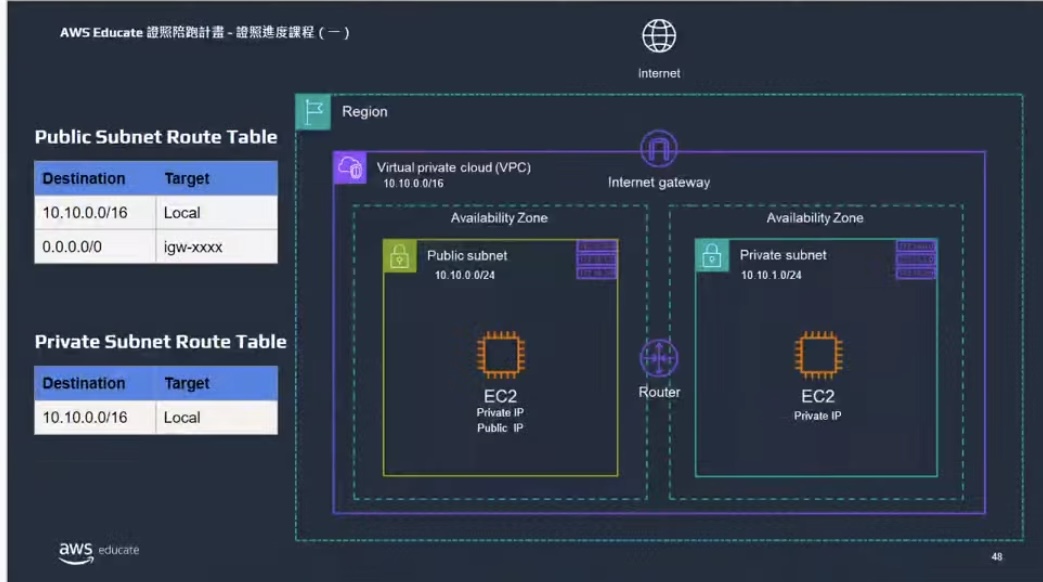 AWS Educate 證照陪跑計畫 - 證照進度課程 ( 一 )
Internet
Region
Public Subnet Route Table
Destination Target
10.10.0.0/16 Local
0.0.0.0/0 igw-xxxx
Virtual private cloud (VPC)
10.10.0.0/16
Internet gateway
Availability Zone
Availability Zone
Public subnet
10.10.0.0/24
Private subnet
10.10.1.0/24
Private Subnet Route Table
Destination Target
10.10.0.0/16 Local
EC2
Private IP
Public IP
Router
EC2
Private IP
aws educate
48